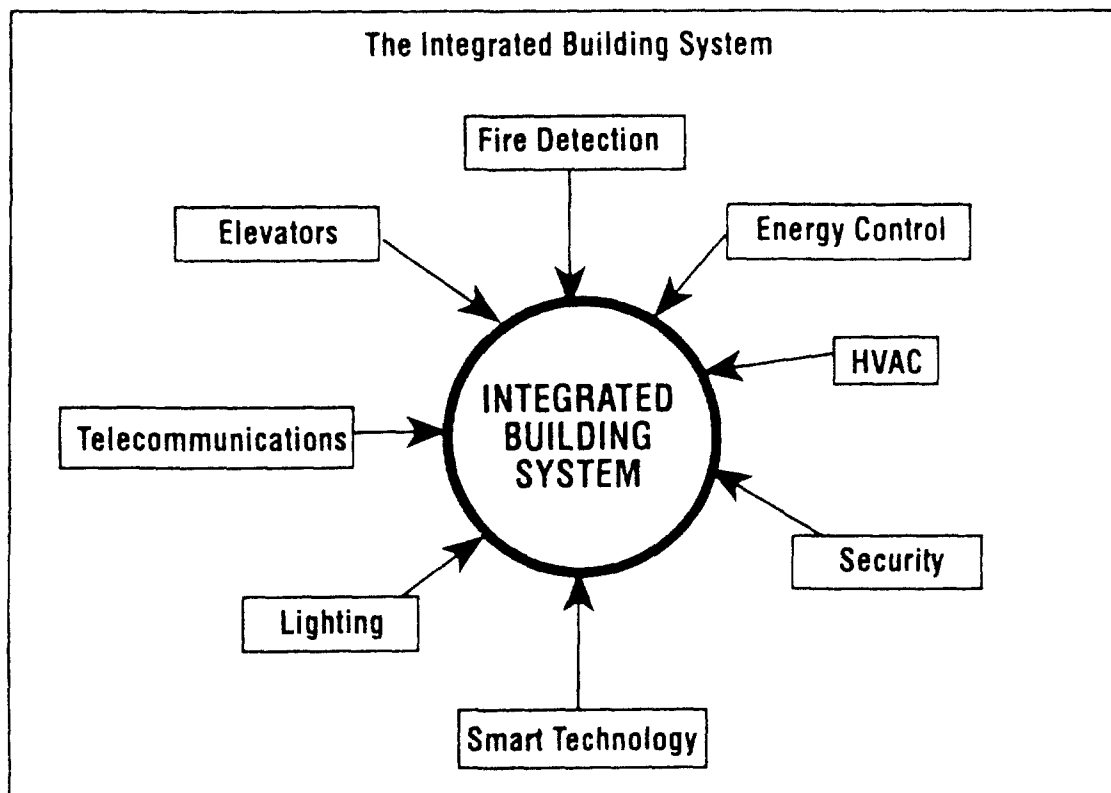 The Integrated Building System
Fire Detection
Elevators
Energy Control
HVAC
INTEGRATED
BUILDING
SYSTEM
Telecommunications
Security
Lighting
Smart Technology